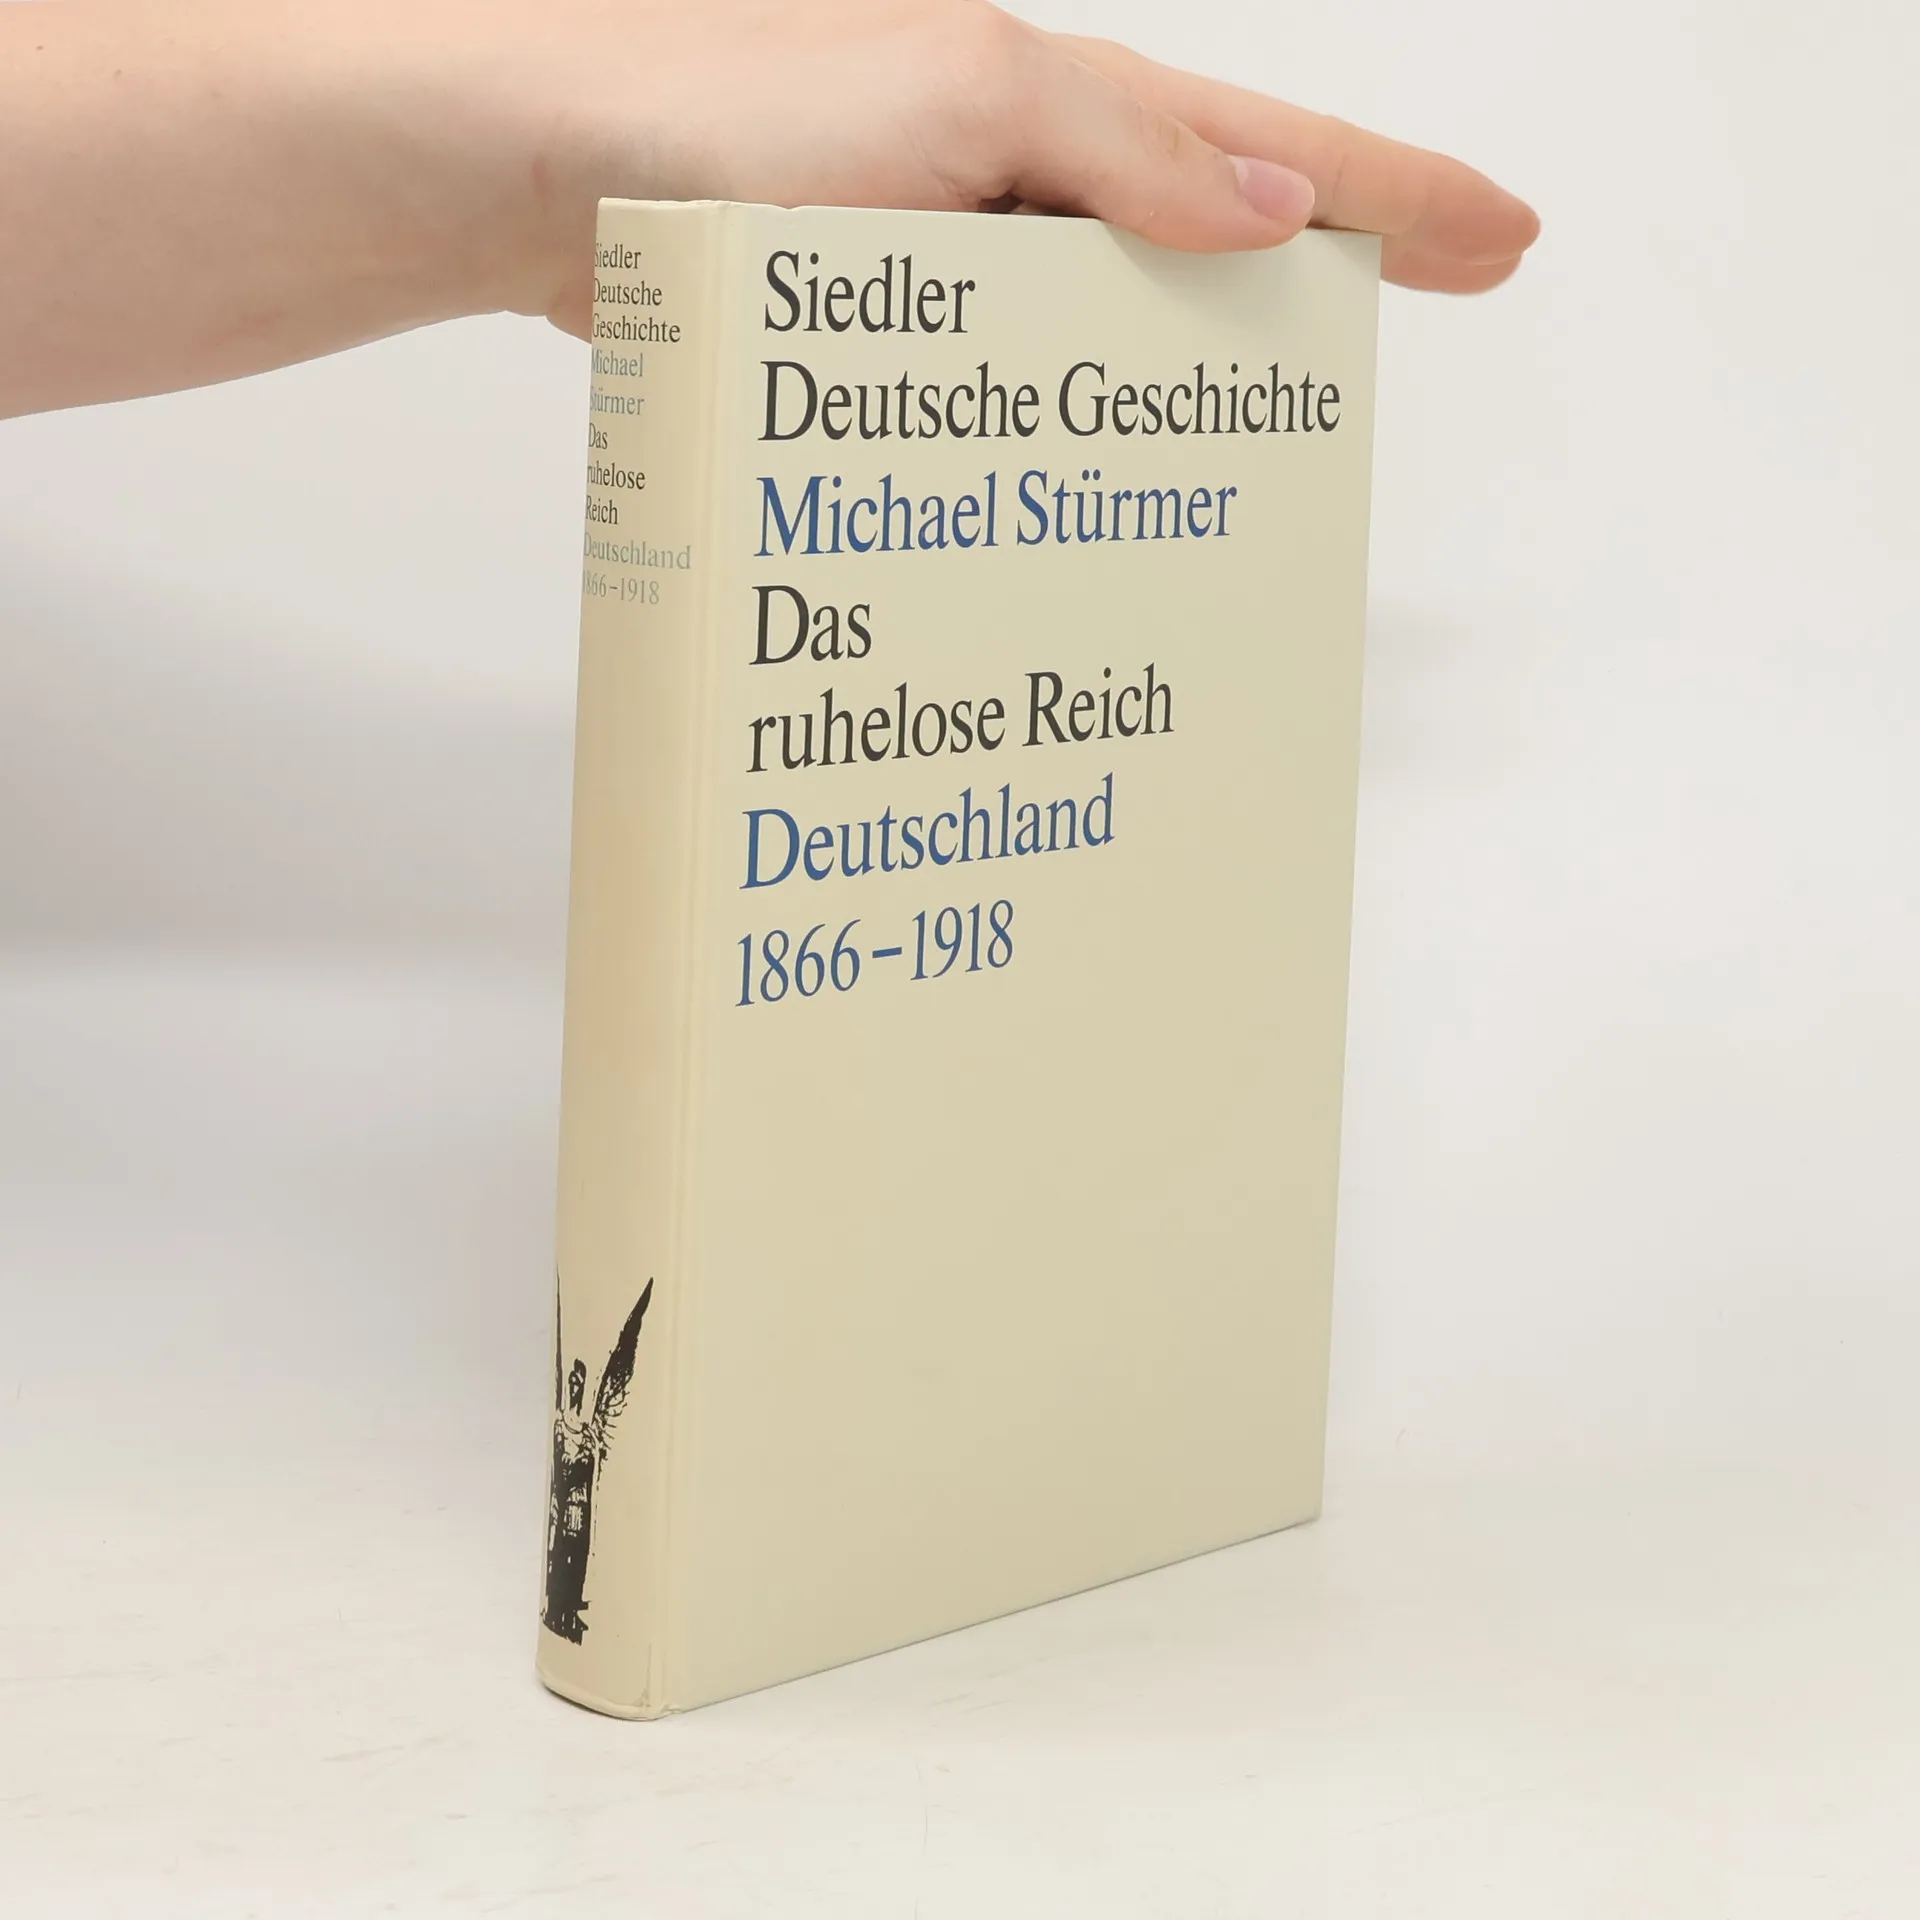 Siedler
Deutsche
Geschichte
Michael
Stürmer
Das
ruhelose
Reich
Deutschland
1866–1918
Siedler
Deutsche Geschichte
Michael Stürmer
Das
ruhelose Reich
Deutschland
1866–1918